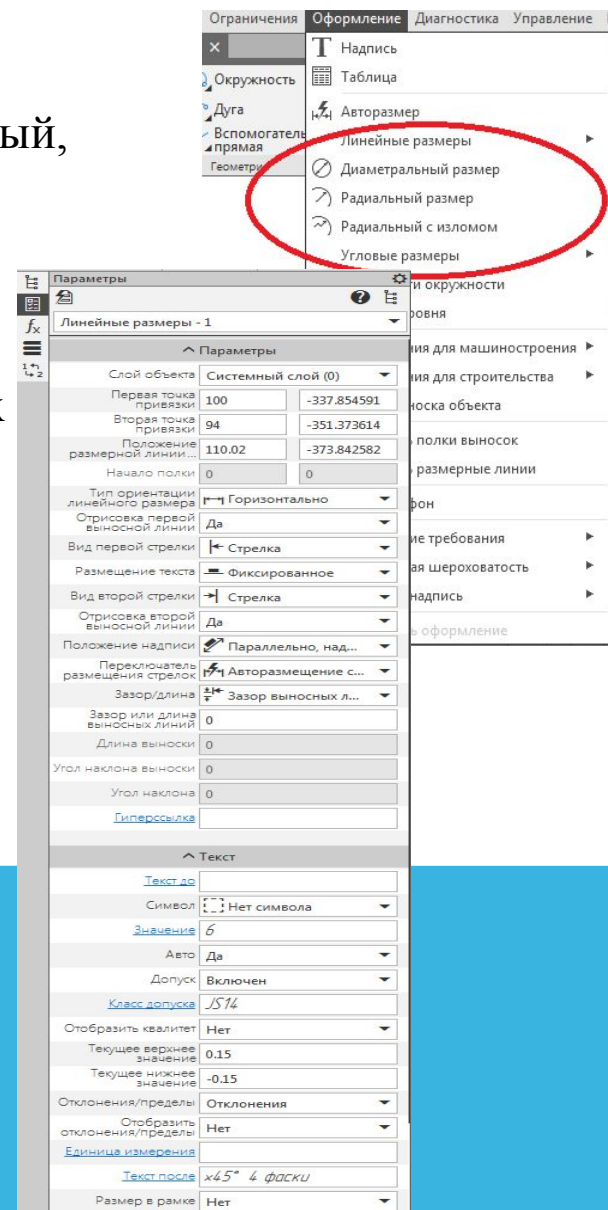 Ограничения Оформление Диагностика Управление
Надпись
Окружность
Таблица
Дуга
Авторазмер
ый,
Вспомогатель
прямая
Линейные размеры
Геометри
Диаметральный размер
Радиальный размер
Радиальный с изломом
Угловые размеры
Параметры
и окружности
Линейные размеры - 1
овня
Параметры
ия для машиностроения
Слой объекта Системный слой (0)
ия для строительства
Первая точка
привязки 100 -337.854591
носка объекта
Вторая точка
привязки 94 -351.373614
полки выносок
Положение
размерной линии... 110.02 -373.842582
размерные линии
Начало полки 0 0
Тип ориентации
линейного размера Горизонтально
фон
Отрисовка первой
выносной линии Да
ие требования
Вид первой стрелки Стрелка
ая шероховатость
Размещение текста Фиксированное
Вид второй стрелки Стрелка
надпись
Отрисовка второй
выносной линии Да
ь оформление
Положение надписи Параллельно, над...
Переключатель
размещения стрелок Авторазмещение с...
Зазор/длина Зазор выносных л...
Зазор или длина
выносных линий 0
Длина выноски 0
Угол наклона выноски 0
Угол наклона 0
Гиперссылка
Текст
Текст до
Символ Нет символа
Значение 6
Авто Да
Допуск Включен
Класс допуска JS14
Отобразить квалитет Нет
Текущее верхнее
значение 0.15
Текущее нижнее
значение -0.15
Отклонения/пределы Отклонения
Отобразить
отклонения/пределы Нет
Единица измерения
Текст после x45° 4 фаски
Размер в рамке Нет